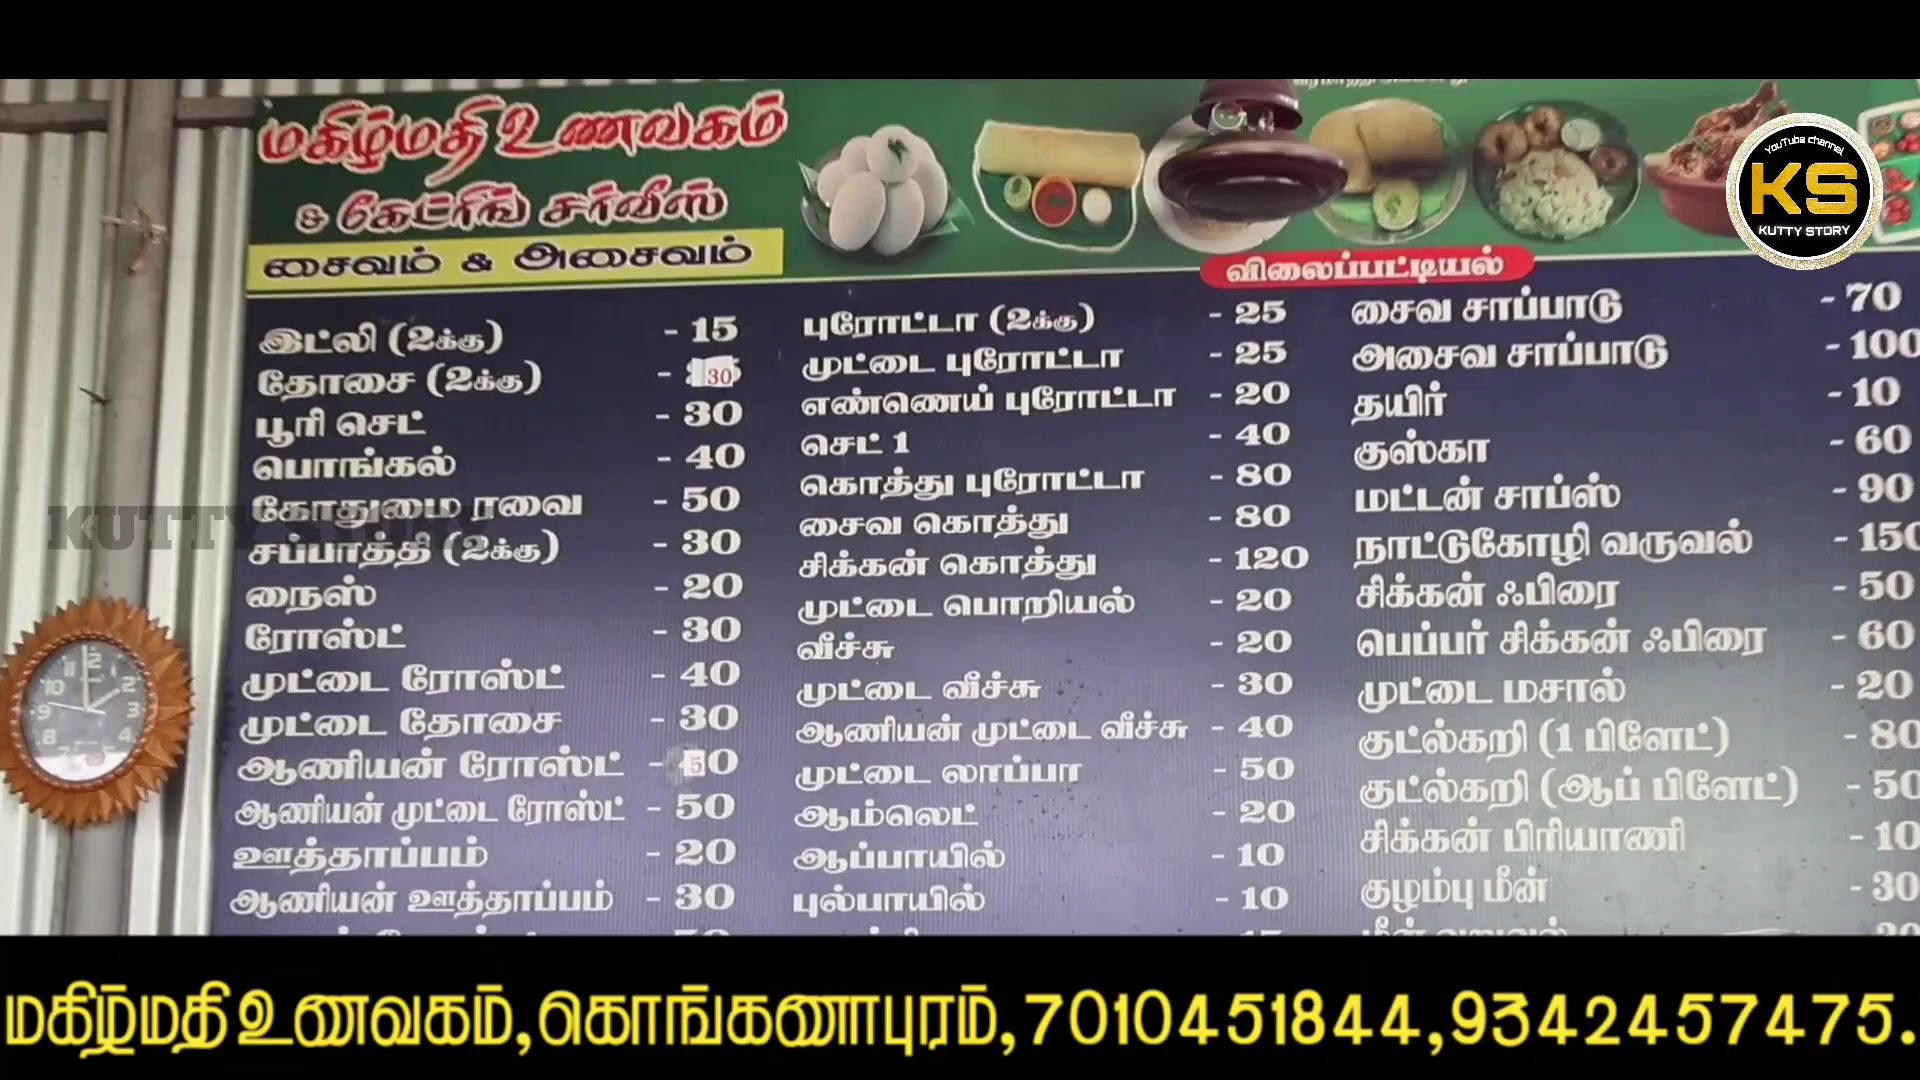 மகிழ்மதி உணவகம்
& கேட்ரிங் சர்வீஸ்
சைவம் & அசைவம்
விலைப்பட்டியல்
இட்லி (2க்கு) - 15
தோசை (2க்கு) - 30
பூரி செட் - 30
பொங்கல் - 40
கோதுமை ரவை - 50
சப்பாத்தி (2க்கு) - 30
நைஸ் - 20
ரோஸ்ட் - 30
முட்டை ரோஸ்ட் - 40
முட்டை தோசை - 30
ஆணியன் ரோஸ்ட் - 50
ஆணியன் முட்டை ரோஸ்ட் - 50
ஊத்தாப்பம் - 20
ஆணியன் ஊத்தாப்பம் - 30
புரோட்டா (2க்கு) - 25
முட்டை புரோட்டா - 25
எண்ணெய் புரோட்டா - 20
செட் 1 - 40
கொத்து புரோட்டா - 80
சைவ கொத்து - 80
சிக்கன் கொத்து - 120
முட்டை பொறியல் - 20
வீச்சு - 20
முட்டை வீச்சு - 30
ஆணியன் முட்டை வீச்சு - 40
முட்டை லாப்பா - 50
ஆம்லெட் - 20
ஆப்பாயில் - 10
புல்பாயில் - 10
சைவ சாப்பாடு - 70
அசைவ சாப்பாடு - 100
தயிர் - 10
குஸ்கா - 60
மட்டன் சாப்ஸ் - 90
நாட்டுகோழி வருவல் - 150
சிக்கன் ஃபிரை - 50
பெப்பர் சிக்கன் ஃபிரை - 60
முட்டை மசால் - 20
குட்ல்கறி (1 பிளேட்) - 80
குட்ல்கறி (ஆப் பிளேட்) - 50
சிக்கன் பிரியாணி - 10
குழம்பு மீன் - 30
YouTube channel
KS
KUTTY STORY
KUTTY STORY
மகிழ்மதி உணவகம்,கொங்கணாபுரம்,7010451844,9342457475.